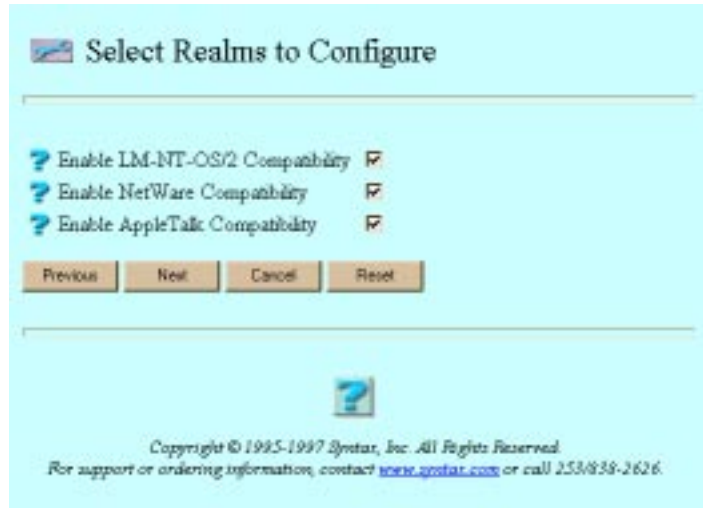 Select Realms to Configure
Enable LM-NT-OS/2 Compatibility
Enable NetWare Compatibility
Enable AppleTalk Compatibility
Previous Next Cancel Reset
Copyright © 1995-1997 Syntax, Inc. All Rights Reserved.
For support or ordering information, contact www.syntax.com or call 253/838-2626.